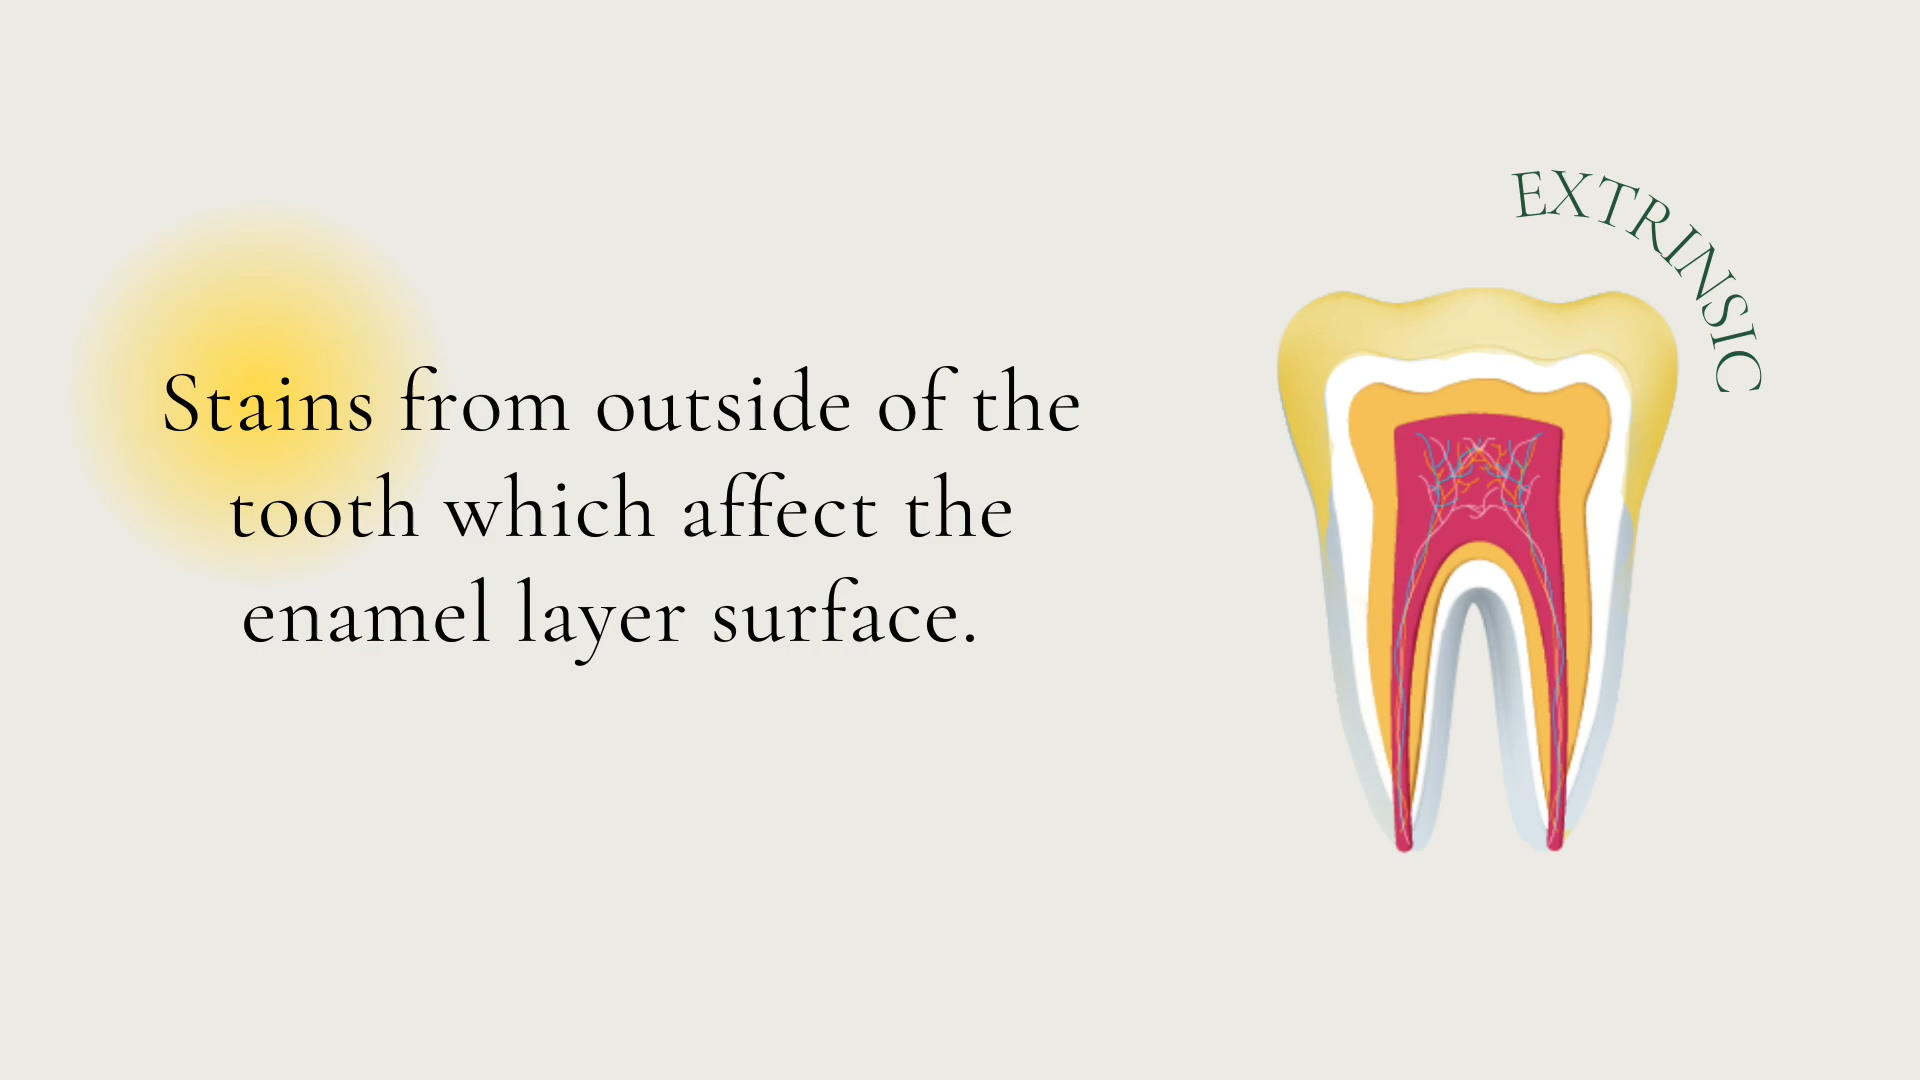 Stains from outside of the
tooth which affect the
enamel layer surface.
EXTRINSIC